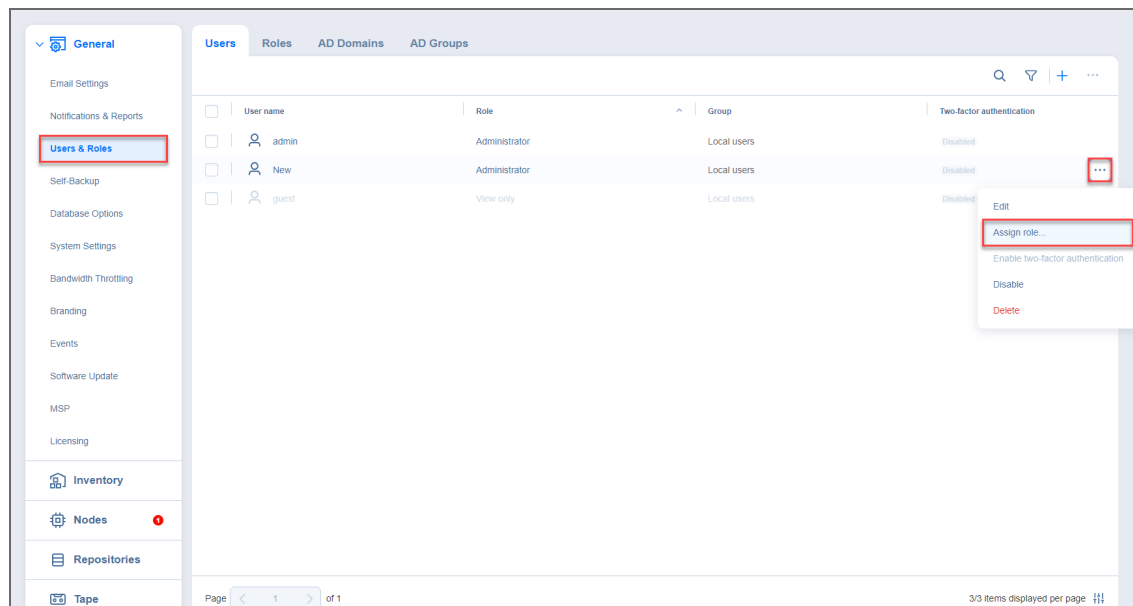 General
Email Settings
Notifications & Reports
Users & Roles
Self-Backup
Database Options
System Settings
Bandwidth Throttling
Branding
Events
Software Update
MSP
Licensing
Inventory
Nodes 1
Repositories
Tape
Users Roles AD Domains AD Groups
User name Role Group Two-factor authentication
admin Administrator Local users Disabled
New Administrator Local users Disabled
guest View only Local users Disabled
Edit
Assign role...
Enable two-factor authentication
Disable
Delete
Page 1 of 1 3/3 items displayed per page